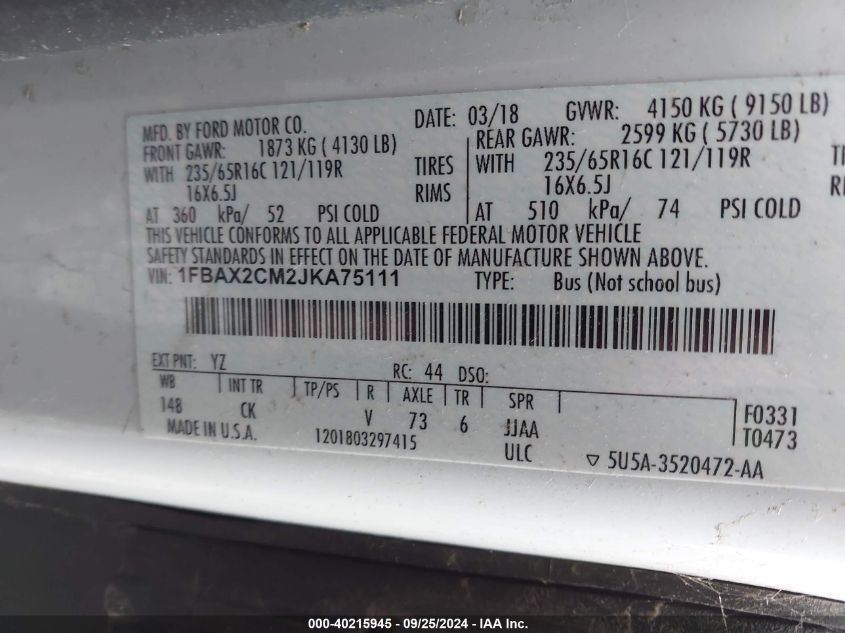 MFD. BY FORD MOTOR CO. DATE: 03/18 GVWR: 4150 KG ( 9150 LB)
FRONT GAWR: 1873 KG ( 4130 LB) REAR GAWR: 2599 KG ( 5730 LB)
WITH 235/65R16C 121/119R TIRES WITH 235/65R16C 121/119R
16X6.5J RIMS 16X6.5J
AT 360 kPa/ 52 PSI COLD AT 510 kPa/ 74 PSI COLD
THIS VEHICLE CONFORMS TO ALL APPLICABLE FEDERAL MOTOR VEHICLE
SAFETY STANDARDS IN EFFECT ON THE DATE OF MANUFACTURE SHOWN ABOVE.
VIN: 1FBAX2CM2JKA75111 TYPE: Bus (Not school bus)
EXT PNT: YZ RC: 44 DSO:
WB INT TR TP/PS R AXLE TR SPR
148 CK V 73 6 JJAA F0331
MADE IN U.S.A. 1201803297415 ULC T0473
▽ 5U5A-3520472-AA
000-40215945 - 09/25/2024 - IAA Inc.